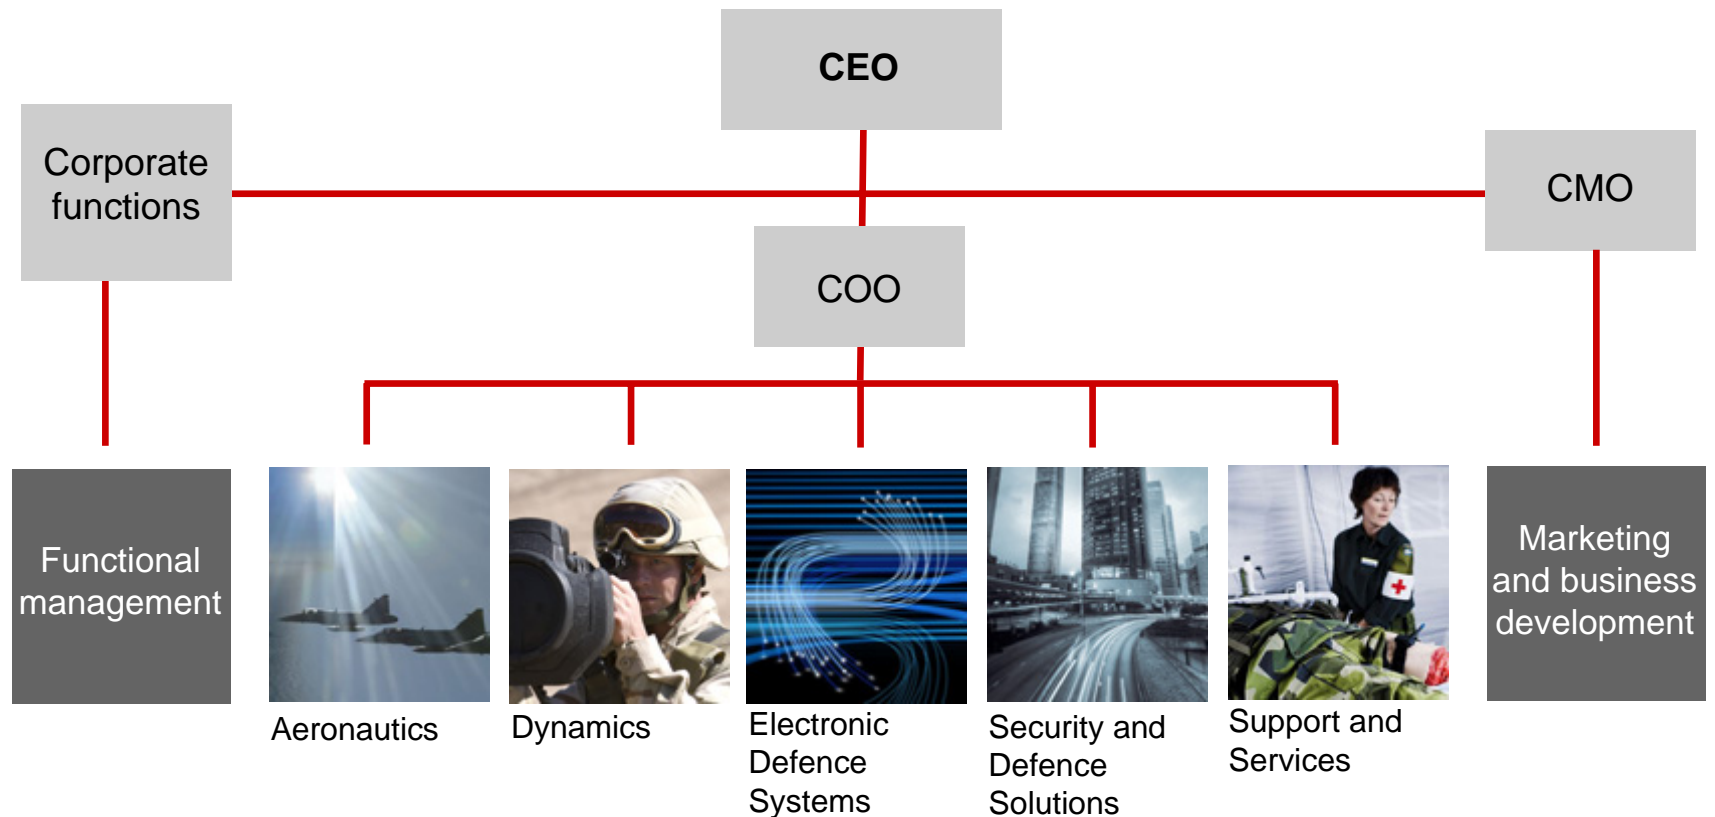 CEO
Corporate
functions
CMO
COO
Functional
management
Marketing
and business
development
Aeronautics
Dynamics
Electronic
Defence
Systems
Security and
Defence
Solutions
Support and
Services